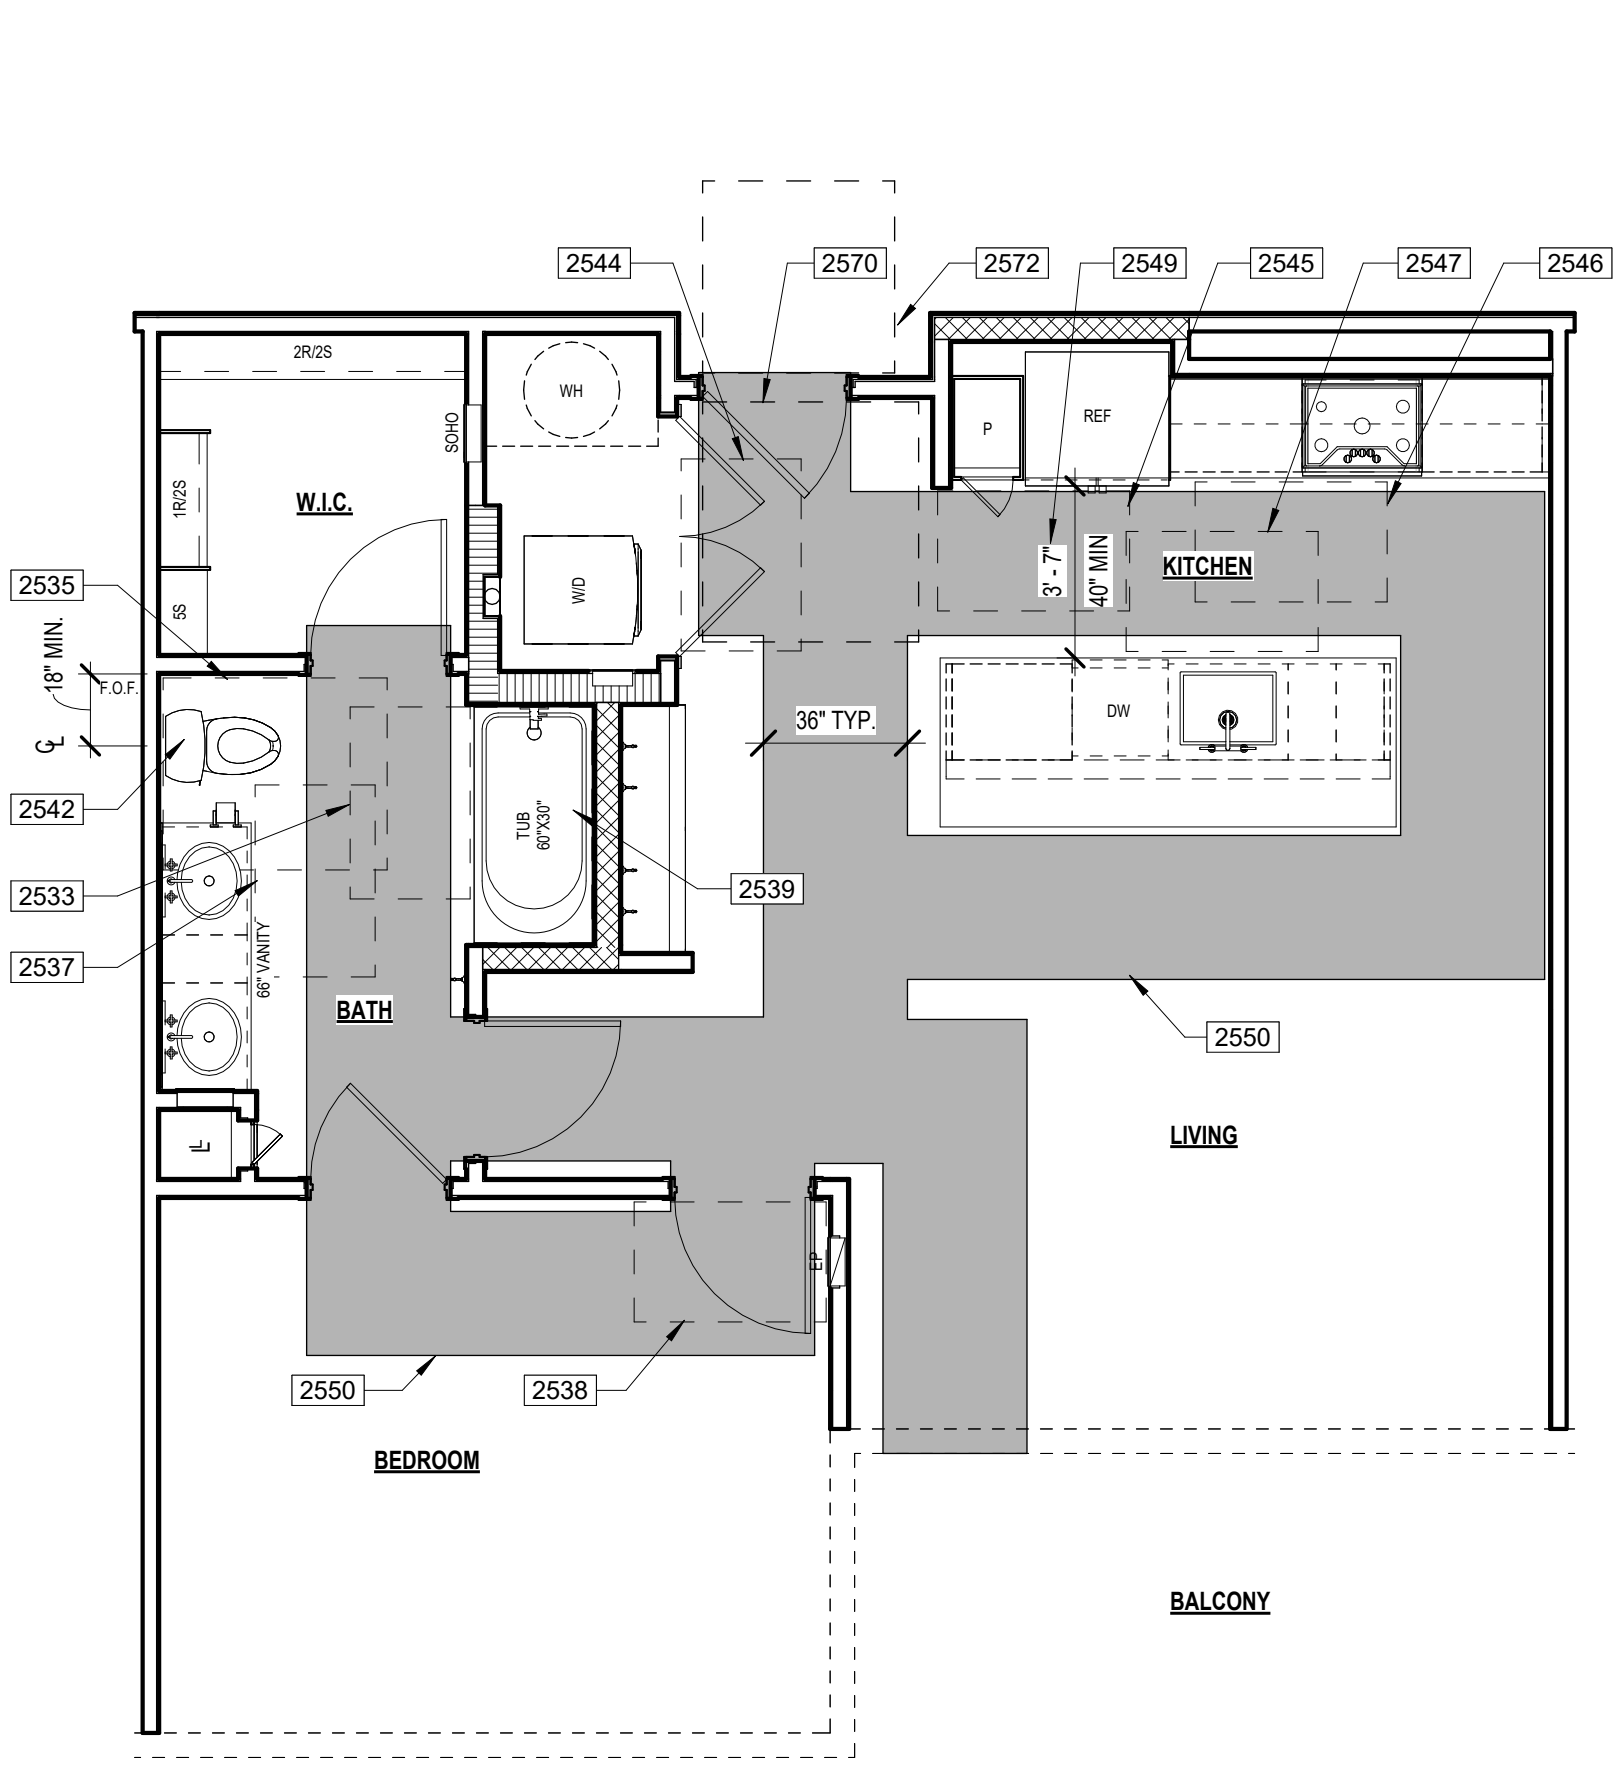 2544
2570
2572
2549
2545
2547
2546
2R/2S
WH
SOHO
P
REF
1R/2S
W.I.C.
3' - 7"
40" MIN
KITCHEN
2535
5S
W/D
18" MIN.
F.O.F.
CL
36" TYP.
DW
2542
TUB
60"X30"
2533
2539
2537
66" VANITY
BATH
2550
LIVING
EP
2550
2538
BEDROOM
BALCONY